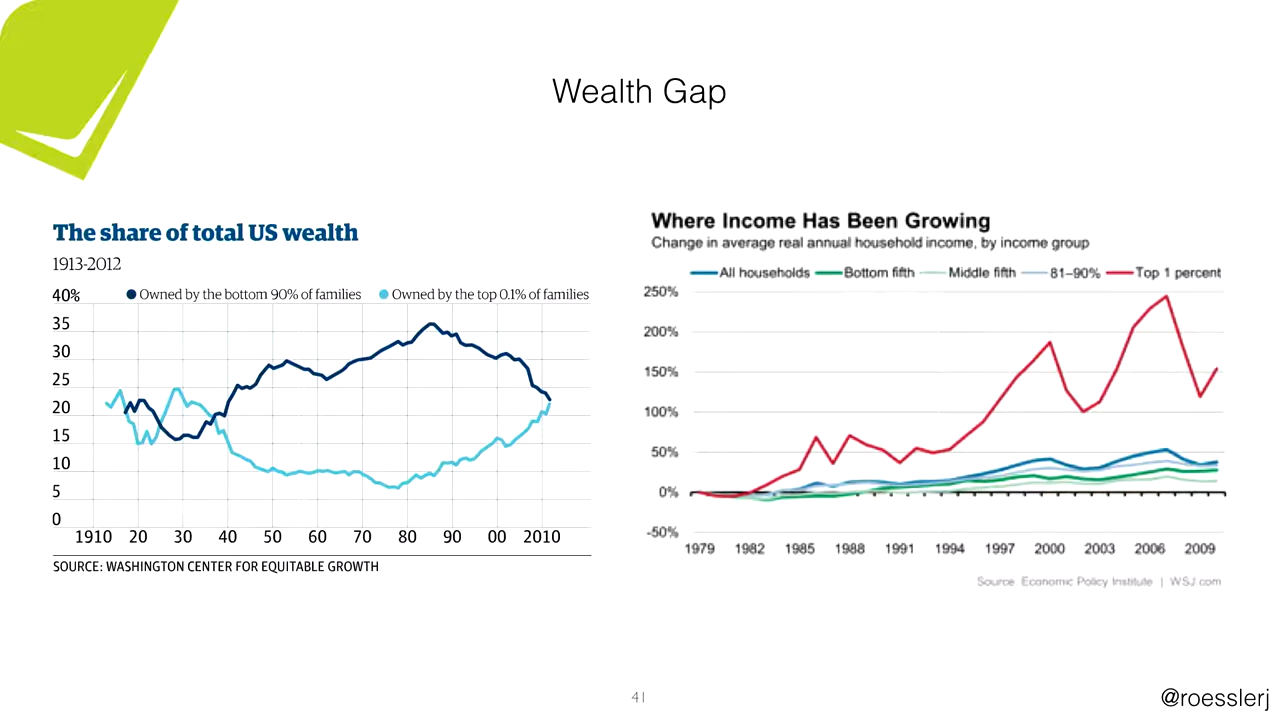 Wealth Gap
The share of total US wealth
1913-2012
40%
Owned by the bottom 90% of families
Owned by the top 0.1% of families
35
30
25
20
15
10
5
0
1910 20 30 40 50 60 70 80 90 00 2010
SOURCE: WASHINGTON CENTER FOR EQUITABLE GROWTH
Where Income Has Been Growing
Change in average real annual household income, by income group
All households Bottom fifth Middle fifth 81–90% Top 1 percent
250%
200%
150%
100%
50%
0%
-50%
1979 1982 1985 1988 1991 1994 1997 2000 2003 2006 2009
Source: Economic Policy Institute | WSJ.com
41
@roesslerj